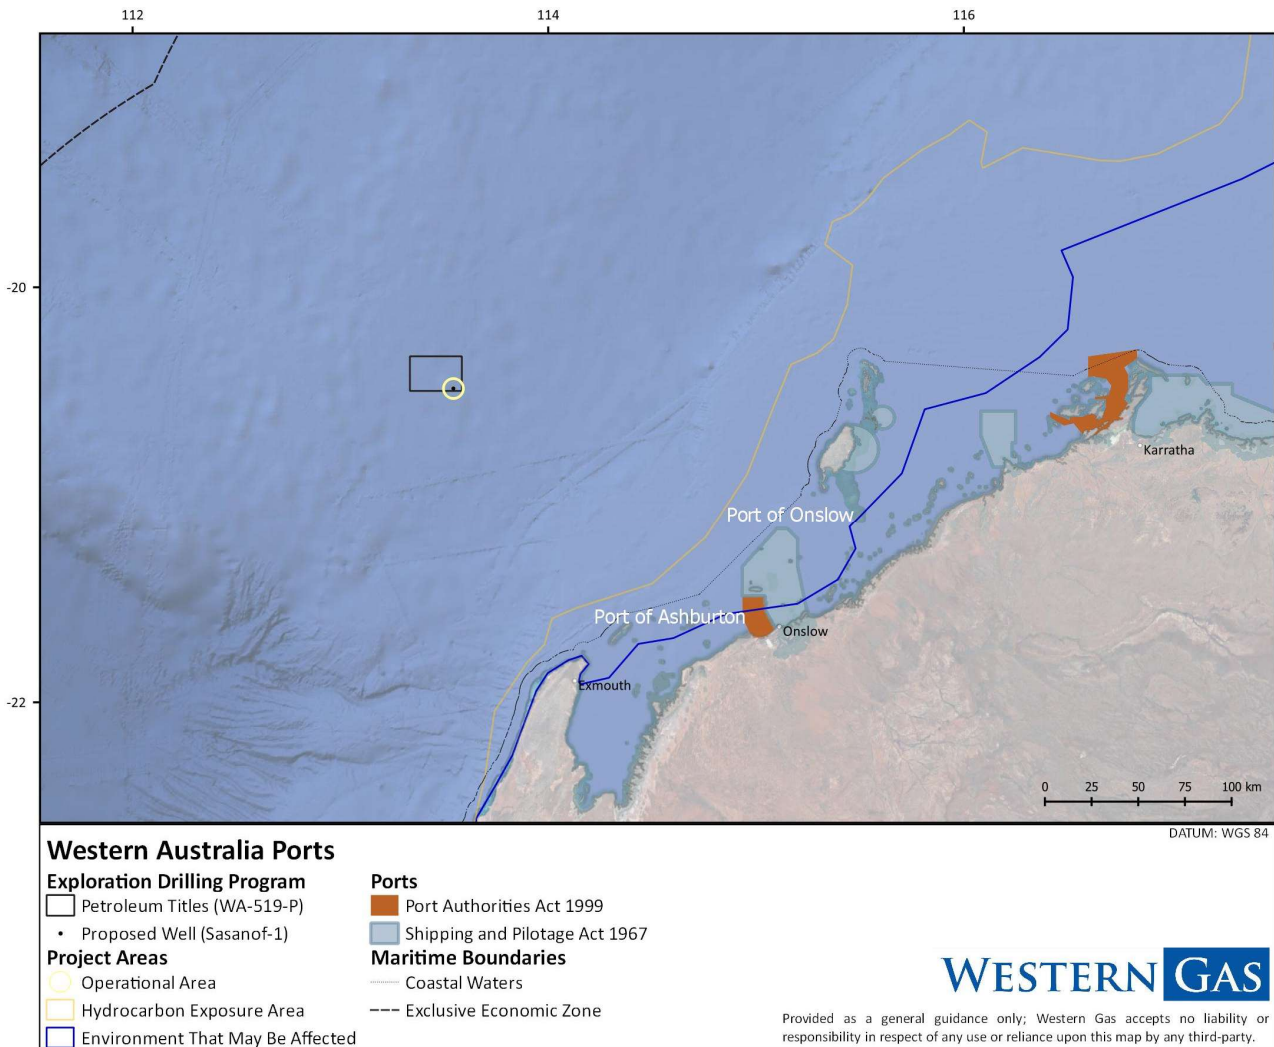 112 114 116
-20
Karratha
Port of Onslow
Port of Ashburton
Onslow
-22
Exmouth
0 25 50 75 100 km
DATUM: WGS 84
Western Australia Ports
Exploration Drilling Program
Petroleum Titles (WA-519-P)
Proposed Well (Sasanof-1)
Project Areas
Operational Area
Hydrocarbon Exposure Area
Environment That May Be Affected
Ports
Port Authorities Act 1999
Shipping and Pilotage Act 1967
Maritime Boundaries
Coastal Waters
Exclusive Economic Zone
WESTERN GAS
Provided as a general guidance only; Western Gas accepts no liability or
responsibility in respect of any use or reliance upon this map by any third-party.